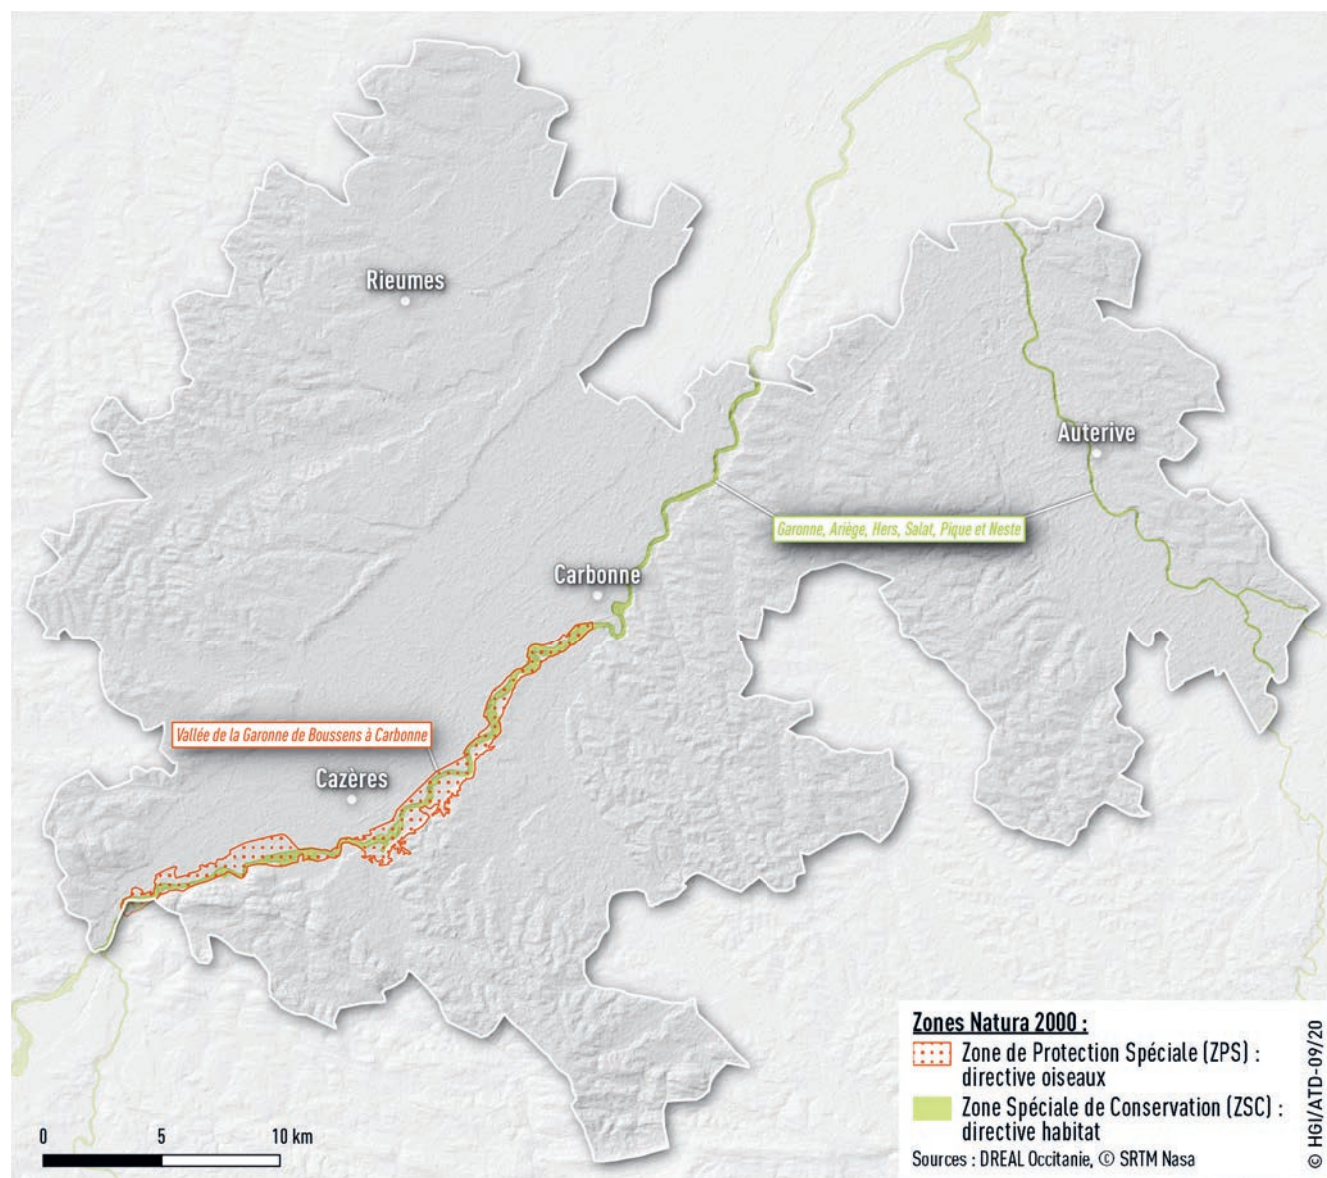 Rieumes
Auterive
Garonne, Ariège, Hers, Salat, Pique et Neste
Carbonne
Vallée de la Garonne de Boussens à Carbonne
Cazères
Zones Natura 2000 :
Zone de Protection Spéciale (ZPS) :
directive oiseaux
Zone Spéciale de Conservation (ZSC) :
directive habitat
Sources : DREAL Occitanie, © SRTM Nasa
© HGI/ATD-09/20
0 5 10 km